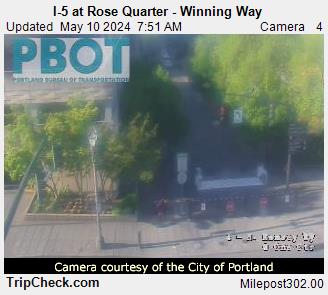 I-5 at Rose Quarter - Winning Way
Updated May 10 2024 7:51 AM Camera 4
PBOT
PORTLAND BUREAU OF TRANSPORTATION
Camera courtesy of the City of Portland
TripCheck.com Milepost302.00